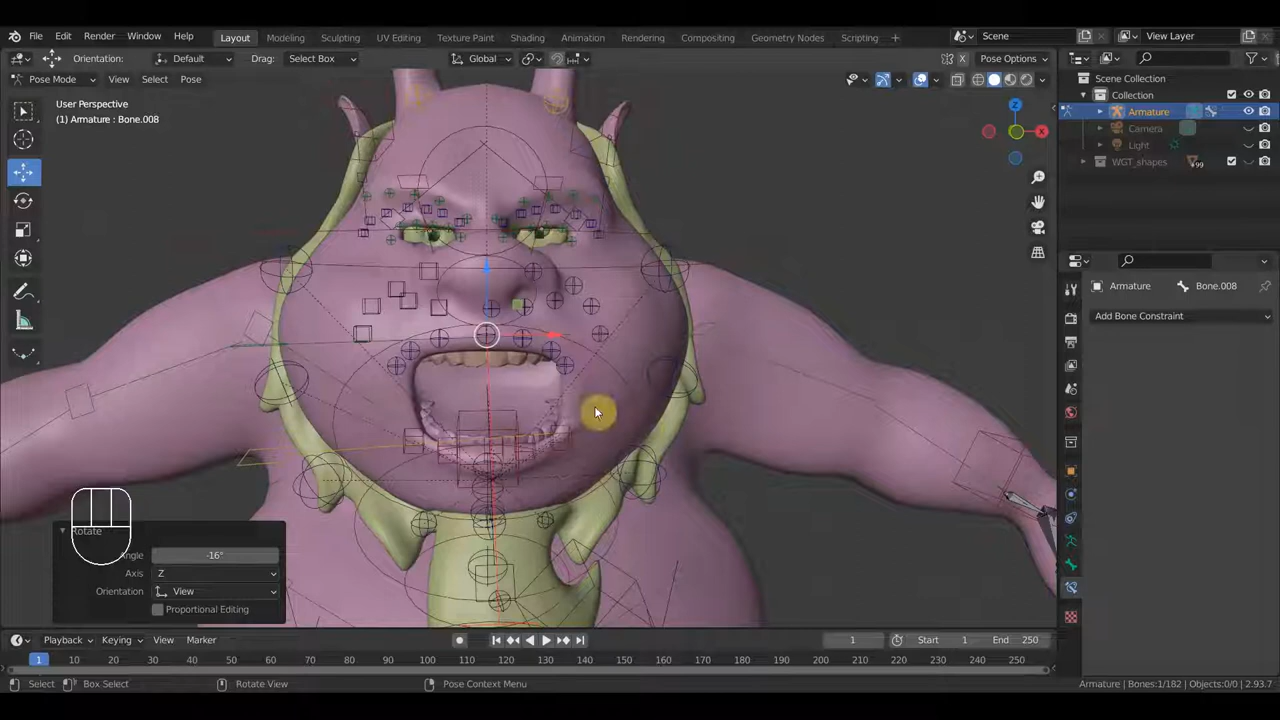 File Edit Render Window Help Layout Modeling Sculpting UV Editing Texture Paint Shading Animation Rendering Compositing Geometry Nodes Scripting + Scene View Layer
Orientation: Default Drag: Select Box Global Pose Options
Pose Mode View Select Pose
Scene Collection
Collection
Armature
Camera
Light
WGT_shapes 99
User Perspective
(1) Armature : Bone.008
Z
X
Armature Bone.008
Add Bone Constraint
Rotate
Angle -16°
Axis Z
Orientation View
Proportional Editing
Playback Keying View Marker 1 Start 1 End 250
1 10 20 30 40 50 60 70 80 90 100 110 120 130 140 150 160 170 180 190 200 210 220 230 240 250
Select Box Select Rotate View Pose Context Menu Armature | Bones:1/182 | Objects:0/0 | 2.93.7